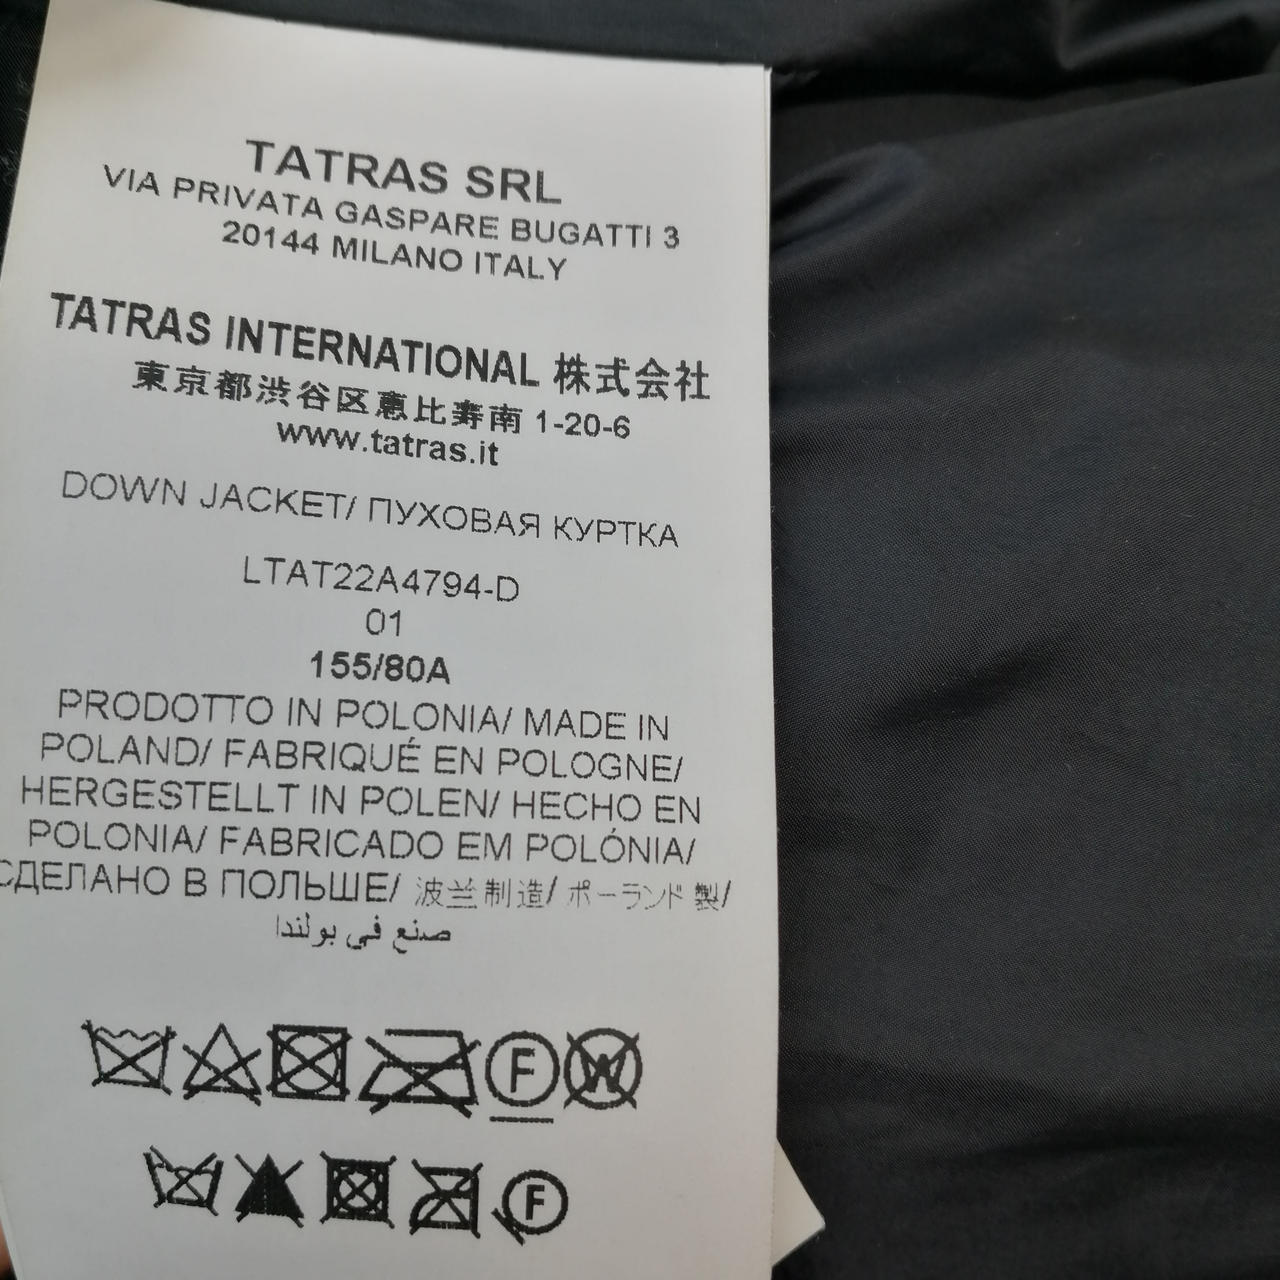 TATRAS SRL
VIA PRIVATA GASPARE BUGATTI 3
20144 MILANO ITALY
TATRAS INTERNATIONAL 株式会社
東京都渋谷区恵比寿南 1-20-6
www.tatras.it
DOWN JACKET/ ПУХОВАЯ КУРТКА
LTAT22A4794-D
01
155/80A
PRODOTTO IN POLONIA/ MADE IN
POLAND/ FABRIQUÉ EN POLOGNE/
HERGESTELLT IN POLEN/ HECHO EN
POLONIA/ FABRICADO EM POLÓNIA/
СДЕЛАНО В ПОЛЬШЕ/ 波兰制造/ ポーランド 製/
صنع في بولندا
F W
F